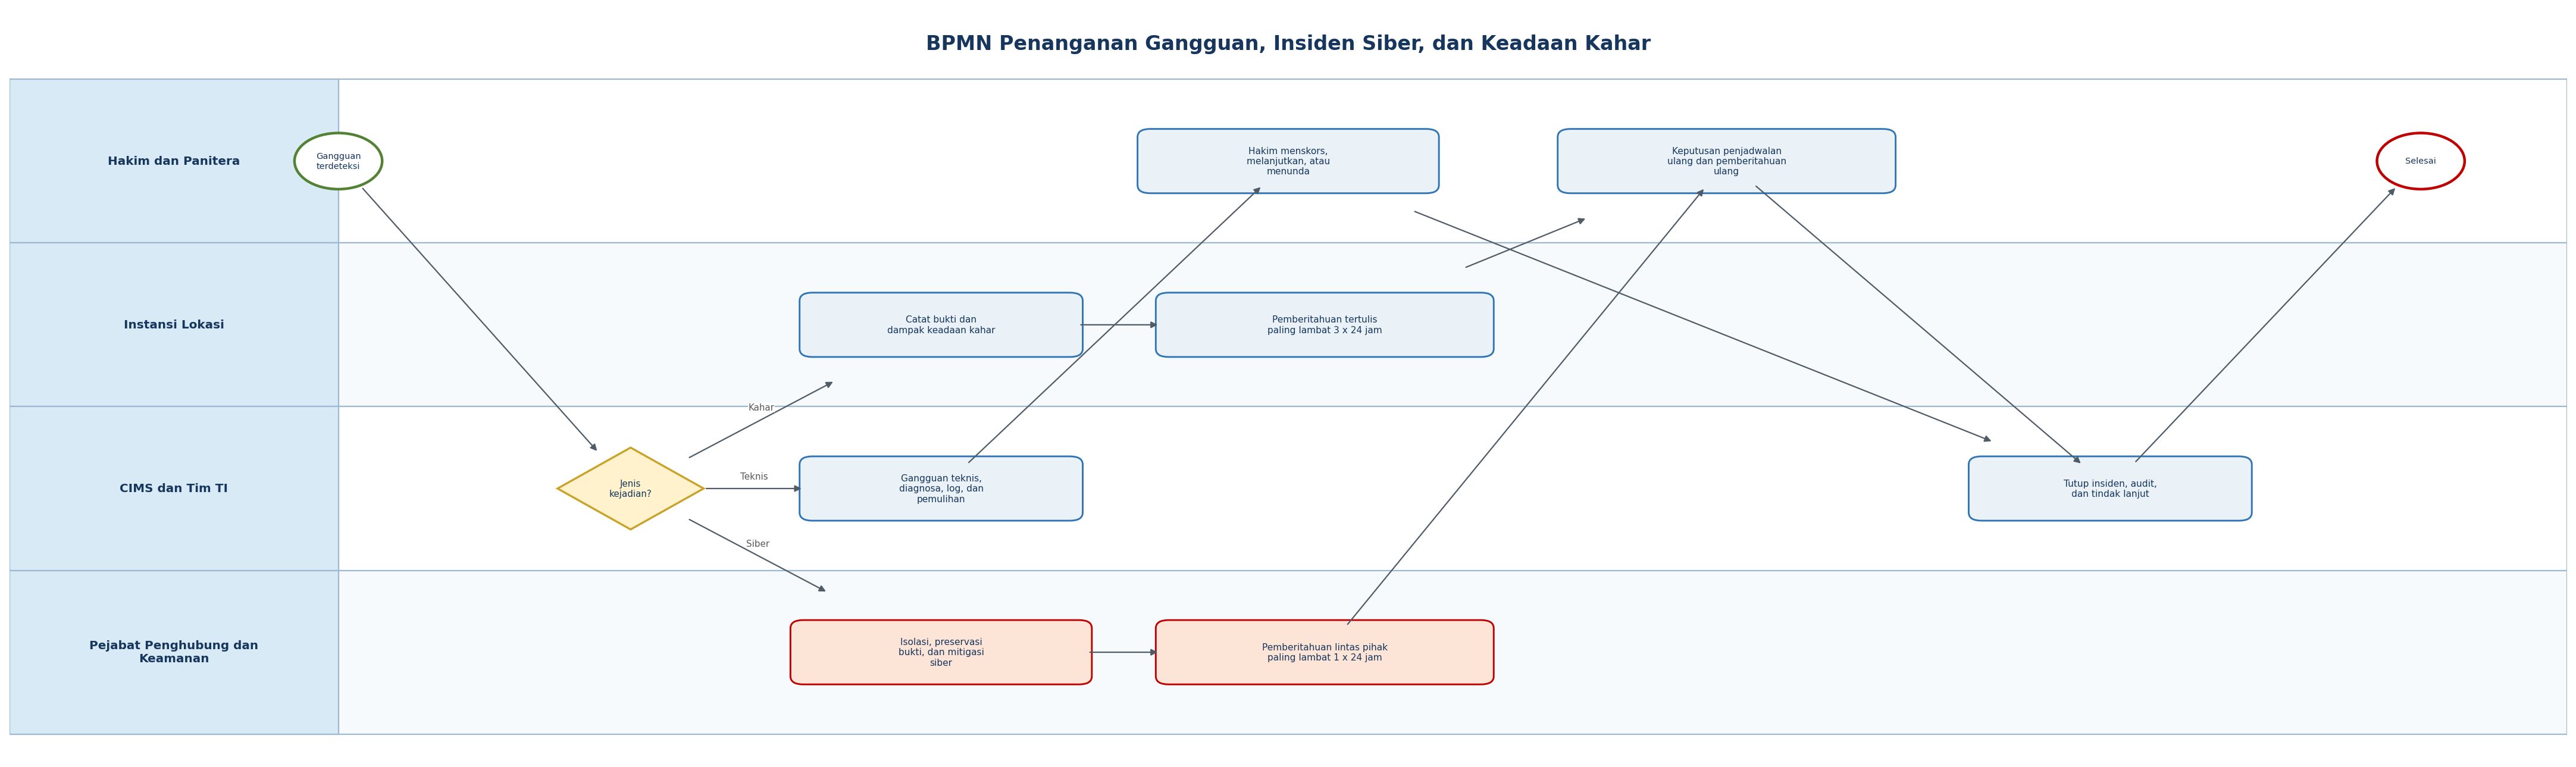 BPMN Penanganan Gangguan, Insiden Siber, dan Keadaan Kahar
Hakim dan Panitera
Gangguan
terdeteksi
Hakim menskors,
melanjutkan, atau
menunda
Keputusan penjadwalan
ulang dan pemberitahuan
ulang
Selesai
Instansi Lokasi
Catat bukti dan
dampak keadaan kahar
Pemberitahuan tertulis
paling lambat 3 x 24 jam
Kahar
CIMS dan Tim TI
Jenis
kejadian?
Teknis
Gangguan teknis,
diagnosa, log, dan
pemulihan
Tutup insiden, audit,
dan tindak lanjut
Siber
Pejabat Penghubung dan
Keamanan
Isolasi, preservasi
bukti, dan mitigasi
siber
Pemberitahuan lintas pihak
paling lambat 1 x 24 jam